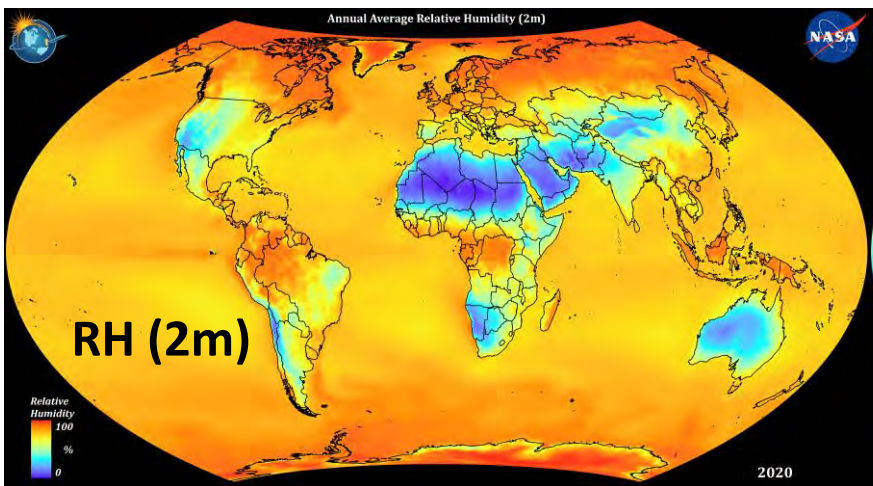 Annual Average Relative Humidity (2m)
NASA
RH (2m)
Relative
Humidity
100
%
0
2020